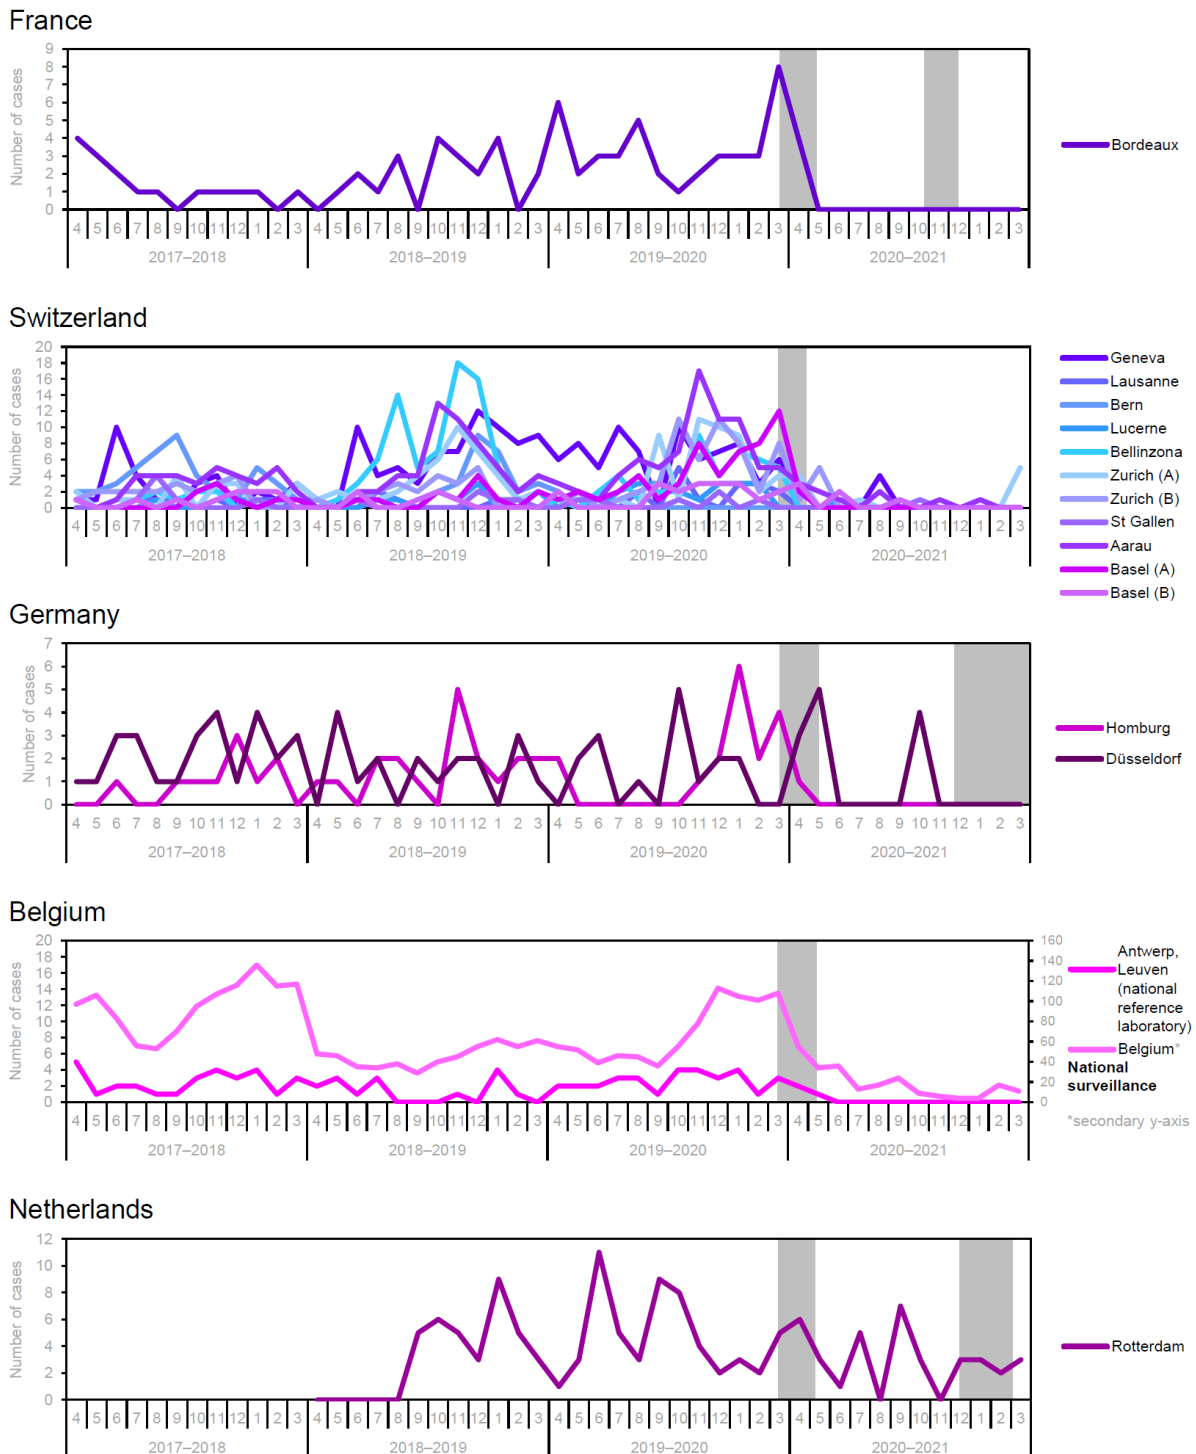 France
Number of cases
9
8
7
6
5
4
3
2
1
0
4 5 6 7 8 9 10 11 12 1 2 3 4 5 6 7 8 9 10 11 12 1 2 3 4 5 6 7 8 9 10 11 12 1 2 3 4 5 6 7 8 9 10 11 12 1 2 3
2017–2018 2018–2019 2019–2020 2020–2021
Bordeaux
Switzerland
Number of cases
20
18
16
14
12
10
8
6
4
2
0
4 5 6 7 8 9 10 11 12 1 2 3 4 5 6 7 8 9 10 11 12 1 2 3 4 5 6 7 8 9 10 11 12 1 2 3 4 5 6 7 8 9 10 11 12 1 2 3
2017–2018 2018–2019 2019–2020 2020–2021
Geneva
Lausanne
Bern
Lucerne
Bellinzona
Zurich (A)
Zurich (B)
St Gallen
Aarau
Basel (A)
Basel (B)
Germany
Number of cases
7
6
5
4
3
2
1
0
4 5 6 7 8 9 10 11 12 1 2 3 4 5 6 7 8 9 10 11 12 1 2 3 4 5 6 7 8 9 10 11 12 1 2 3 4 5 6 7 8 9 10 11 12 1 2 3
2017–2018 2018–2019 2019–2020 2020–2021
Homburg
Düsseldorf
Belgium
Number of cases
20
18
16
14
12
10
8
6
4
2
0
160
140
120
100
80
60
40
20
0
4 5 6 7 8 9 10 11 12 1 2 3 4 5 6 7 8 9 10 11 12 1 2 3 4 5 6 7 8 9 10 11 12 1 2 3 4 5 6 7 8 9 10 11 12 1 2 3
2017–2018 2018–2019 2019–2020 2020–2021
Antwerp,
Leuven
(national
reference
laboratory)
Belgium*
National
surveillance
*secondary y-axis
Netherlands
Number of cases
12
10
8
6
4
2
0
4 5 6 7 8 9 10 11 12 1 2 3 4 5 6 7 8 9 10 11 12 1 2 3 4 5 6 7 8 9 10 11 12 1 2 3 4 5 6 7 8 9 10 11 12 1 2 3
2017–2018 2018–2019 2019–2020 2020–2021
Rotterdam